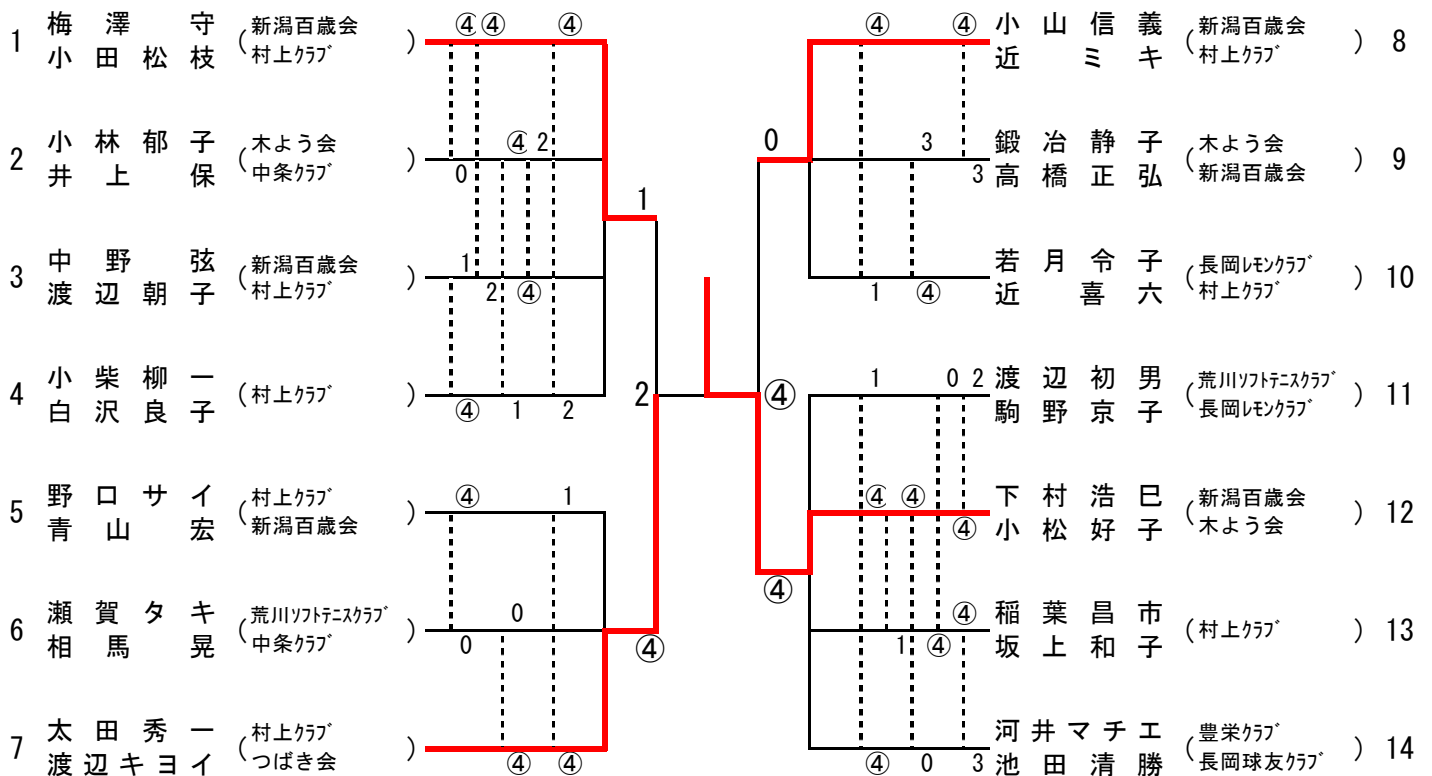 ④ ④ ④
1 梅澤守 (新潟百歳会)
小田松枝 村上ｸﾗﾌﾞ
④ 2
2 小林郁子 (木よう会)
井上保 中条ｸﾗﾌﾞ
0
1
1
3 中野弦 (新潟百歳会)
渡辺朝子 村上ｸﾗﾌﾞ
2 ④
4 小柴柳一 (村上ｸﾗﾌﾞ)
白沢良子
④ 1 2
2
④ 1
5 野口サイ (村上ｸﾗﾌﾞ)
青山宏 新潟百歳会
0
6 瀬賀タキ (荒川ｿﾌﾄﾃﾆｽｸﾗﾌﾞ)
相馬晃 中条ｸﾗﾌﾞ
0
④
7 太田秀一 (村上ｸﾗﾌﾞ)
渡辺キヨイ つばき会
④ ④
④ ④
小山信義 (新潟百歳会) 8
近ミキ 村上ｸﾗﾌﾞ
0
3
鍛冶静子 (木よう会) 9
高橋正弘 新潟百歳会
3
若月令子 (長岡ﾚﾓﾝｸﾗﾌﾞ) 10
近喜六 村上ｸﾗﾌﾞ
1 ④
④
1 0 2
渡辺初男 (荒川ｿﾌﾄﾃﾆｽｸﾗﾌﾞ) 11
駒野京子 長岡ﾚﾓﾝｸﾗﾌﾞ
④ ④
下村浩巳 (新潟百歳会) 12
小松好子 木よう会
④
④
④
稲葉昌市 (村上ｸﾗﾌﾞ) 13
坂上和子
1 ④
河井マチエ (豊栄ｸﾗﾌﾞ) 14
池田清勝 長岡球友ｸﾗﾌﾞ
④ 0 3